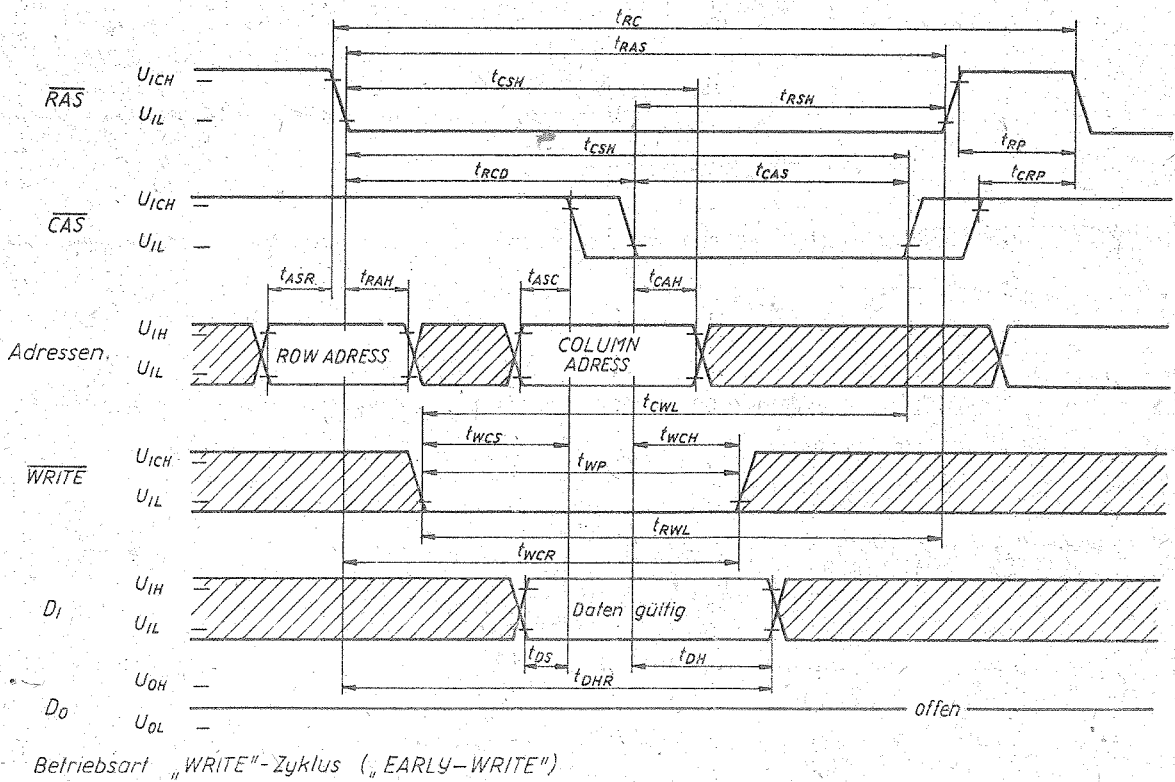 tRC
tRAS
tCSH
tRSH
RAS
UICH
UIL
tCSH
tRP
tRCD
tCAS
tCRP
CAS
UICH
UIL
tASR
tRAH
tASC
tCAH
Adressen
UIH
UIL
ROW ADRESS
COLUMN
ADRESS
tCWL
tWCS
tWCH
tWP
WRITE
UICH
UIL
tRWL
tWCR
DI
UIH
UIL
Daten gültig
tDS
tDH
tDHR
DO
UOH
UOL
offen
Betriebsart „WRITE"-Zyklus („EARLY-WRITE")